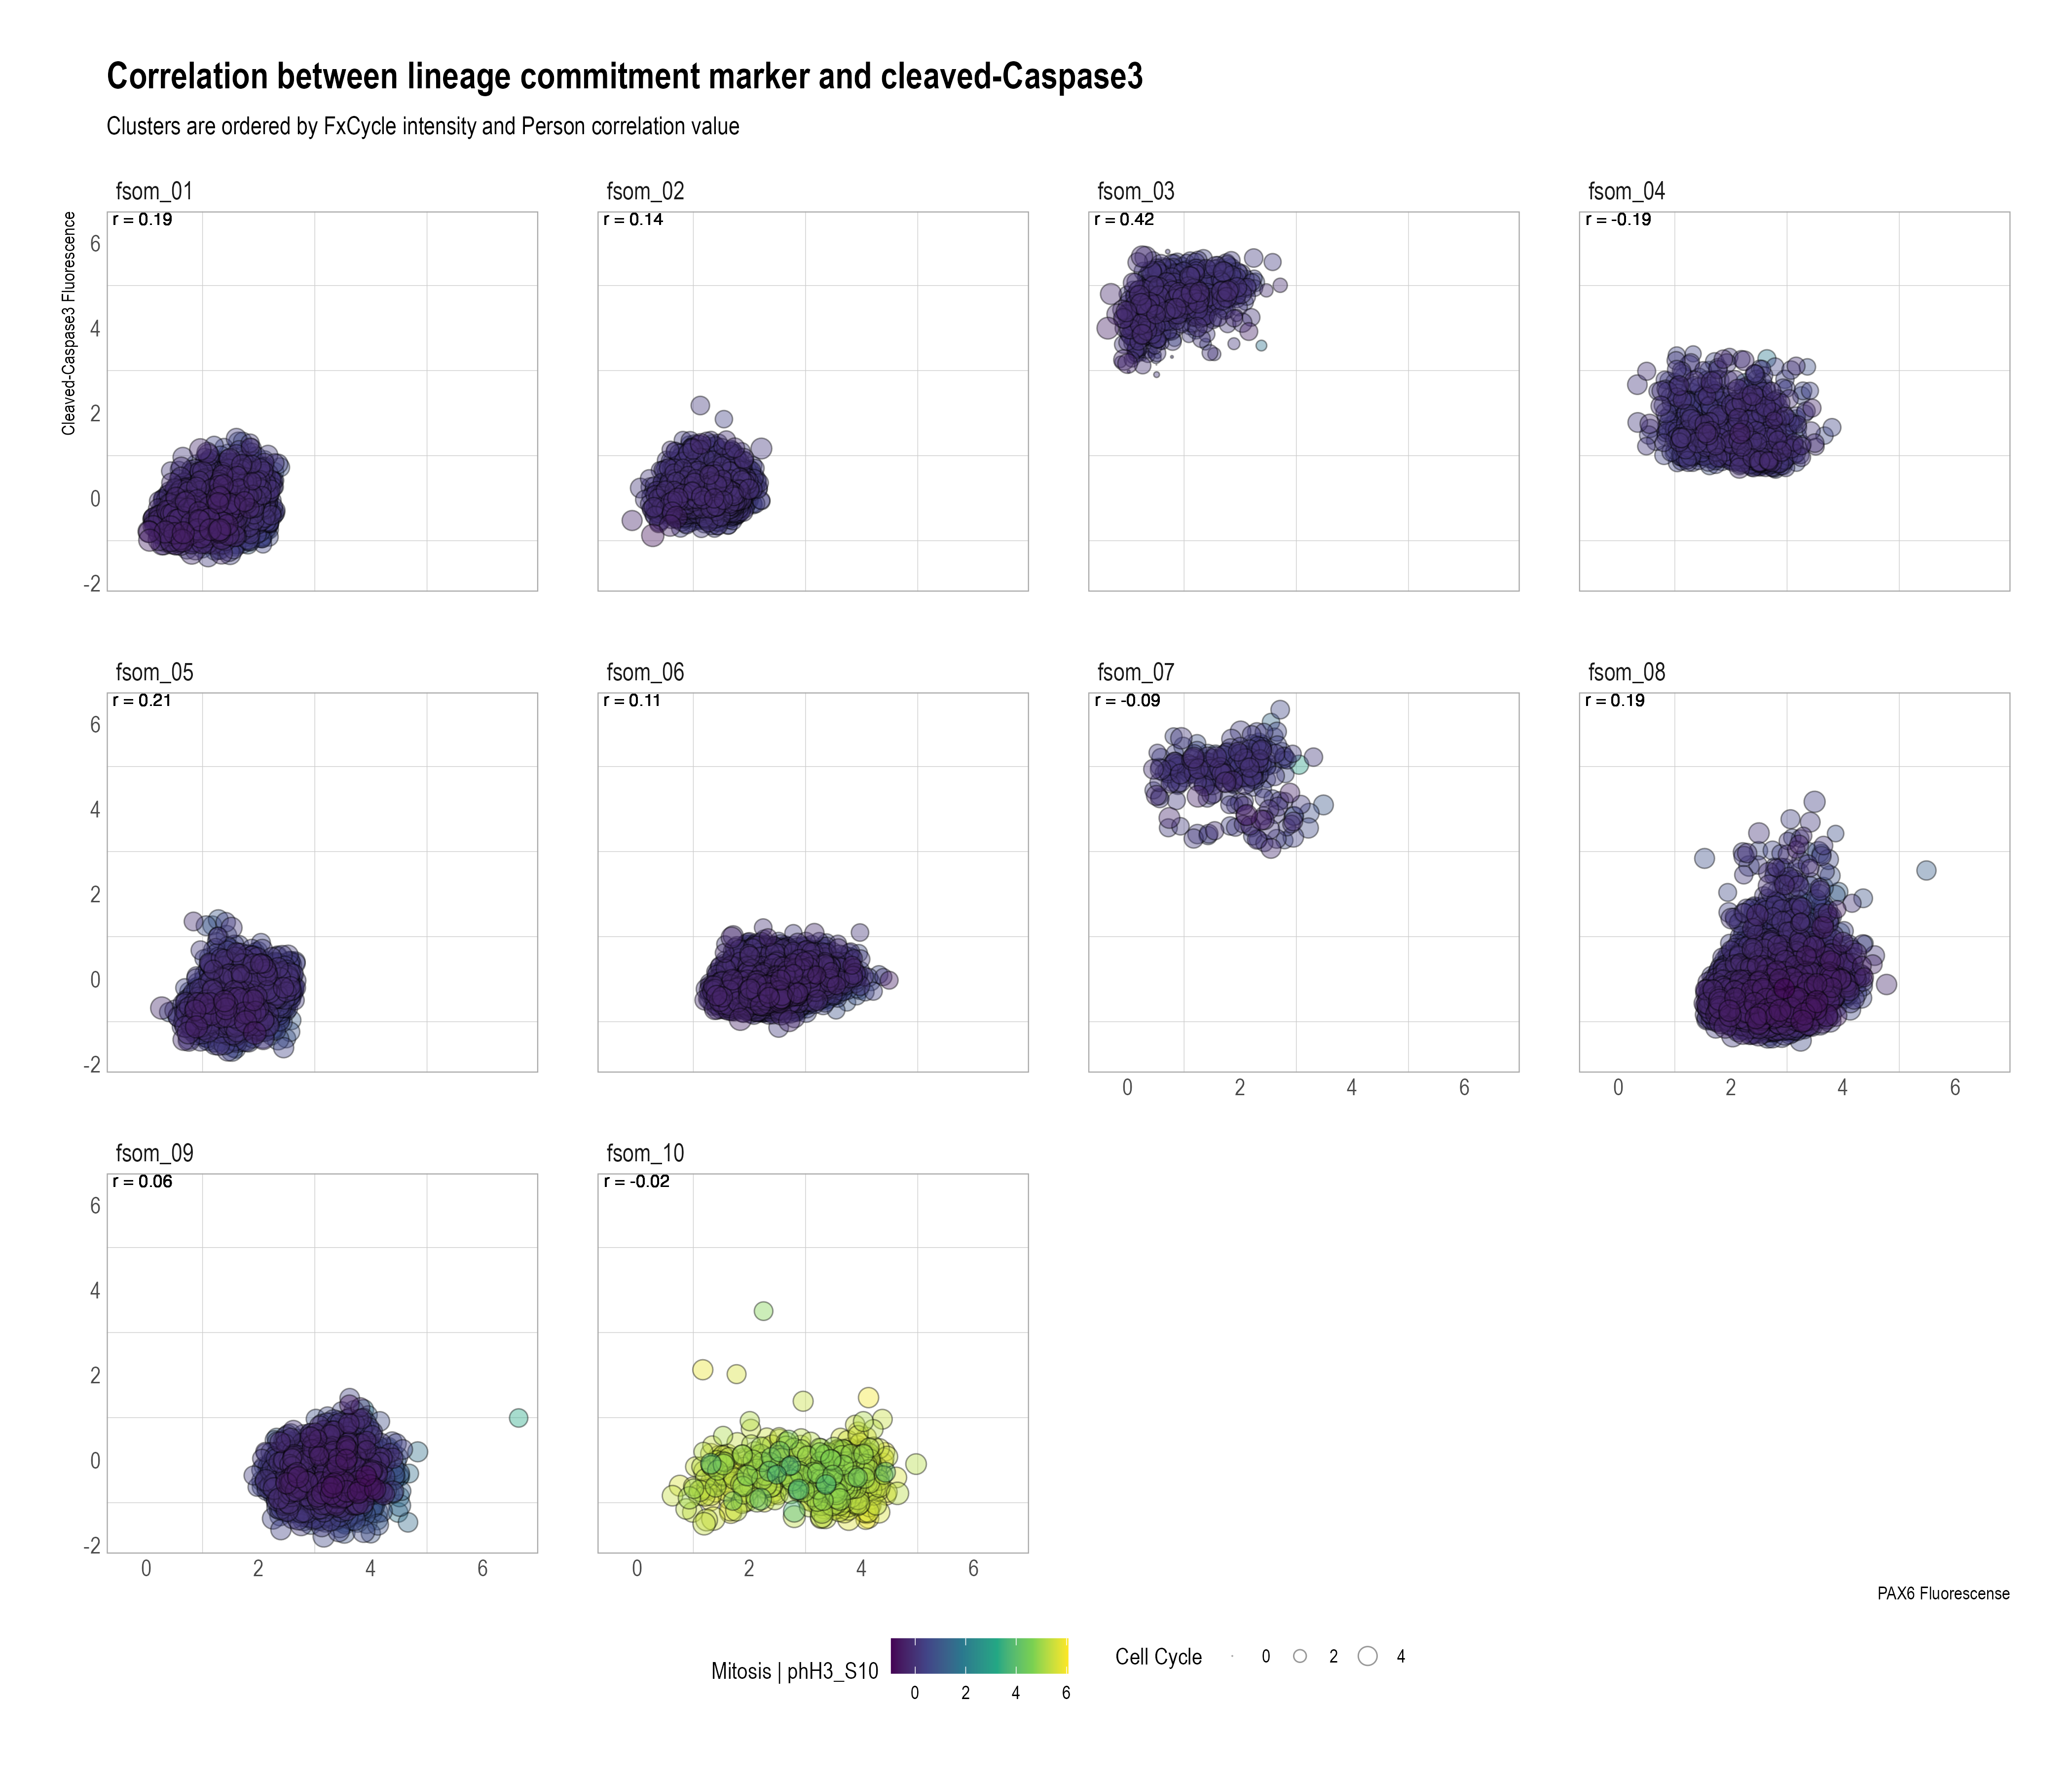 Correlation between lineage commitment marker and cleaved-Caspase3
Clusters are ordered by FxCycle intensity and Person correlation value
fsom_01
fsom_02
fsom_03
fsom_04
r = 0.19
r = 0.14
r = 0.42
r = -0.19
Cleaved-Caspase3 Fluorescence
6
4
2
0
-2
fsom_05
fsom_06
fsom_07
fsom_08
r = 0.21
r = 0.11
r = -0.09
r = 0.19
6
4
2
0
-2
0 2 4 6
0 2 4 6
fsom_09
fsom_10
r = 0.06
r = -0.02
6
4
2
0
-2
0 2 4 6
0 2 4 6
PAX6 Fluorescense
Mitosis | phH3_S10
0 2 4 6
Cell Cycle 0 2 4